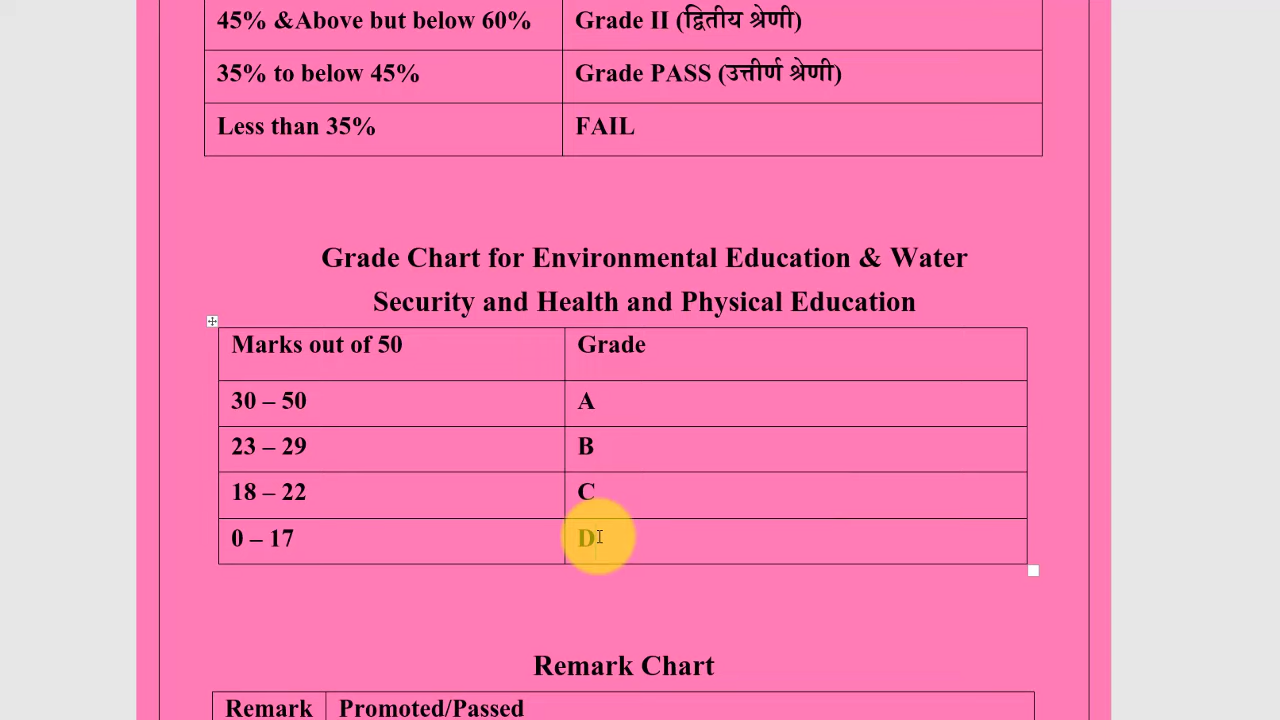 45% &Above but below 60% Grade II (द्वितीय श्रेणी)
35% to below 45% Grade PASS (उत्तीर्ण श्रेणी)
Less than 35% FAIL
Grade Chart for Environmental Education & Water
Security and Health and Physical Education
Marks out of 50 Grade
30 – 50 A
23 – 29 B
18 – 22 C
0 – 17 D
Remark Chart
Remark Promoted/Passed